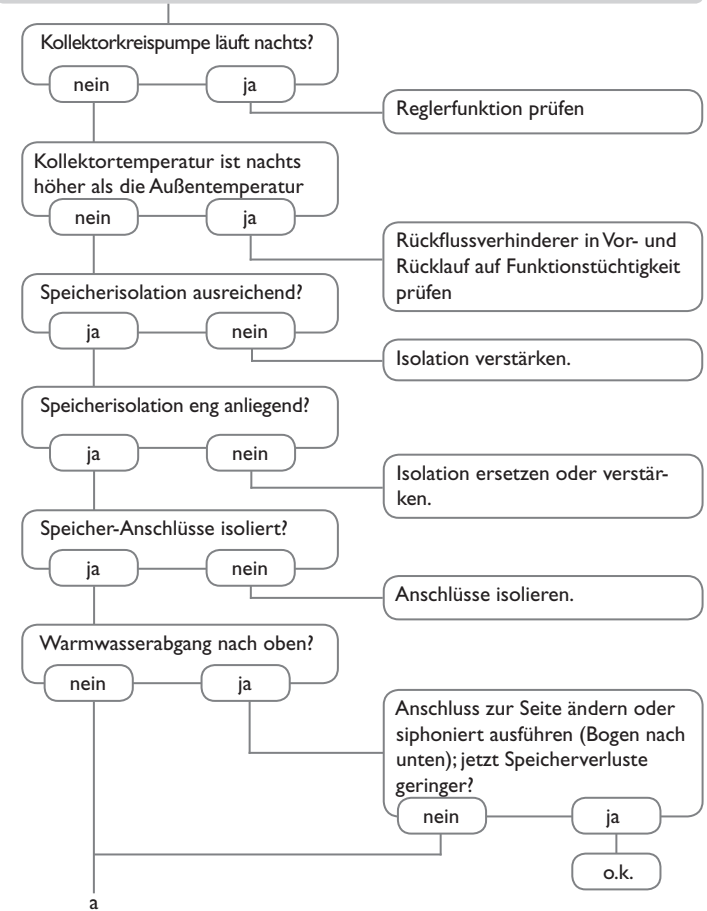 Kollektorkreispumpe läuft nachts?
nein
ja
Reglerfunktion prüfen
Kollektortemperatur ist nachts
höher als die Außentemperatur
nein
ja
Rückflussverhinderer in Vor- und
Rücklauf auf Funktionstüchtigkeit
prüfen
Speicherisolation ausreichend?
ja
nein
Isolation verstärken.
Speicherisolation eng anliegend?
ja
nein
Isolation ersetzen oder verstär-
ken.
Speicher-Anschlüsse isoliert?
ja
nein
Anschlüsse isolieren.
Warmwasserabgang nach oben?
nein
ja
Anschluss zur Seite ändern oder
siphoniert ausführen (Bogen nach
unten); jetzt Speicherverluste
geringer?
nein
ja
o.k.
a